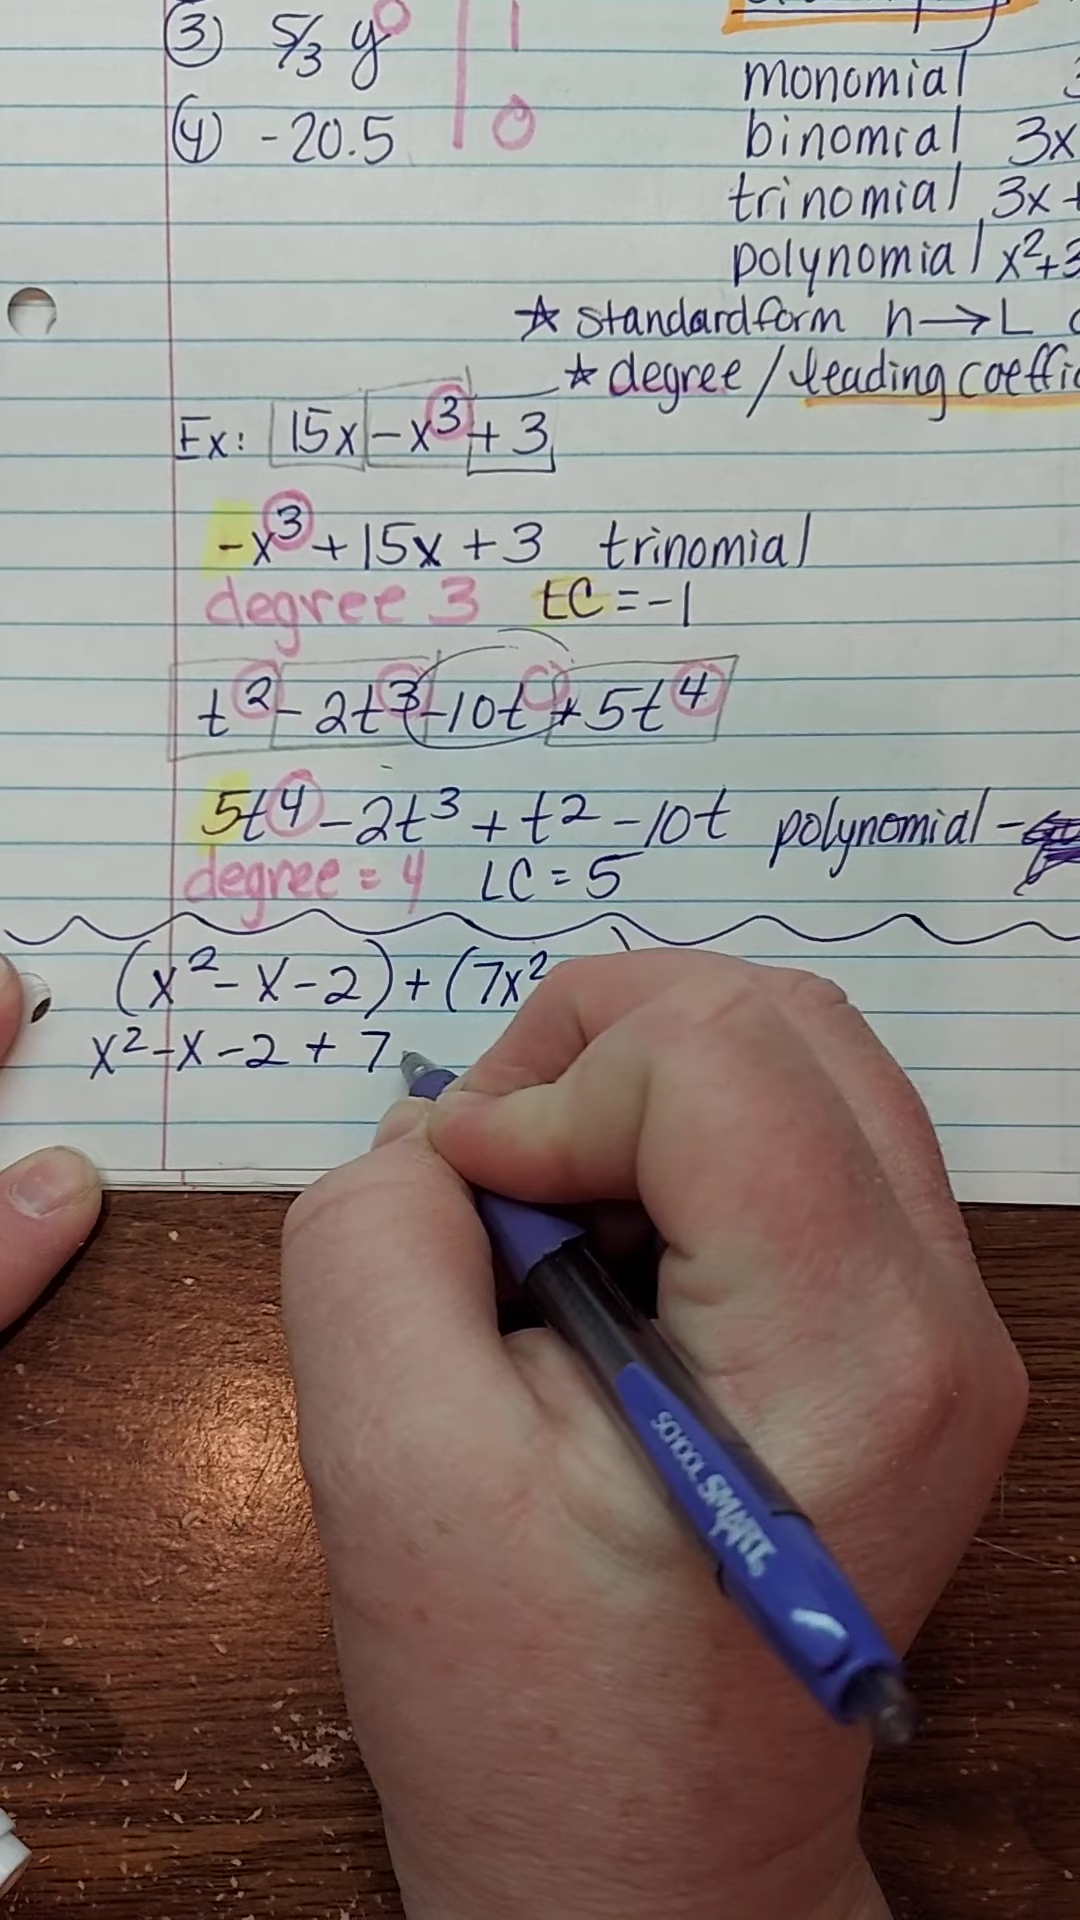 ③ 5/3 y⁰ | 1
④ -20.5 | 0
monomial
binomial 3x
trinomial 3x +
polynomial x²+3
☆ standard form h→L
☆ degree / leading coeffic
Ex: 15x -x³ + 3
-x³ + 15x + 3 trinomial
degree 3 LC = -1
t² - 2t³ -10t + 5t⁴
5t⁴ - 2t³ + t² - 10t polynomial -
degree = 4 LC = 5
(x² - x - 2) + (7x²
x² - x - 2 + 7
SCHOOL SMART